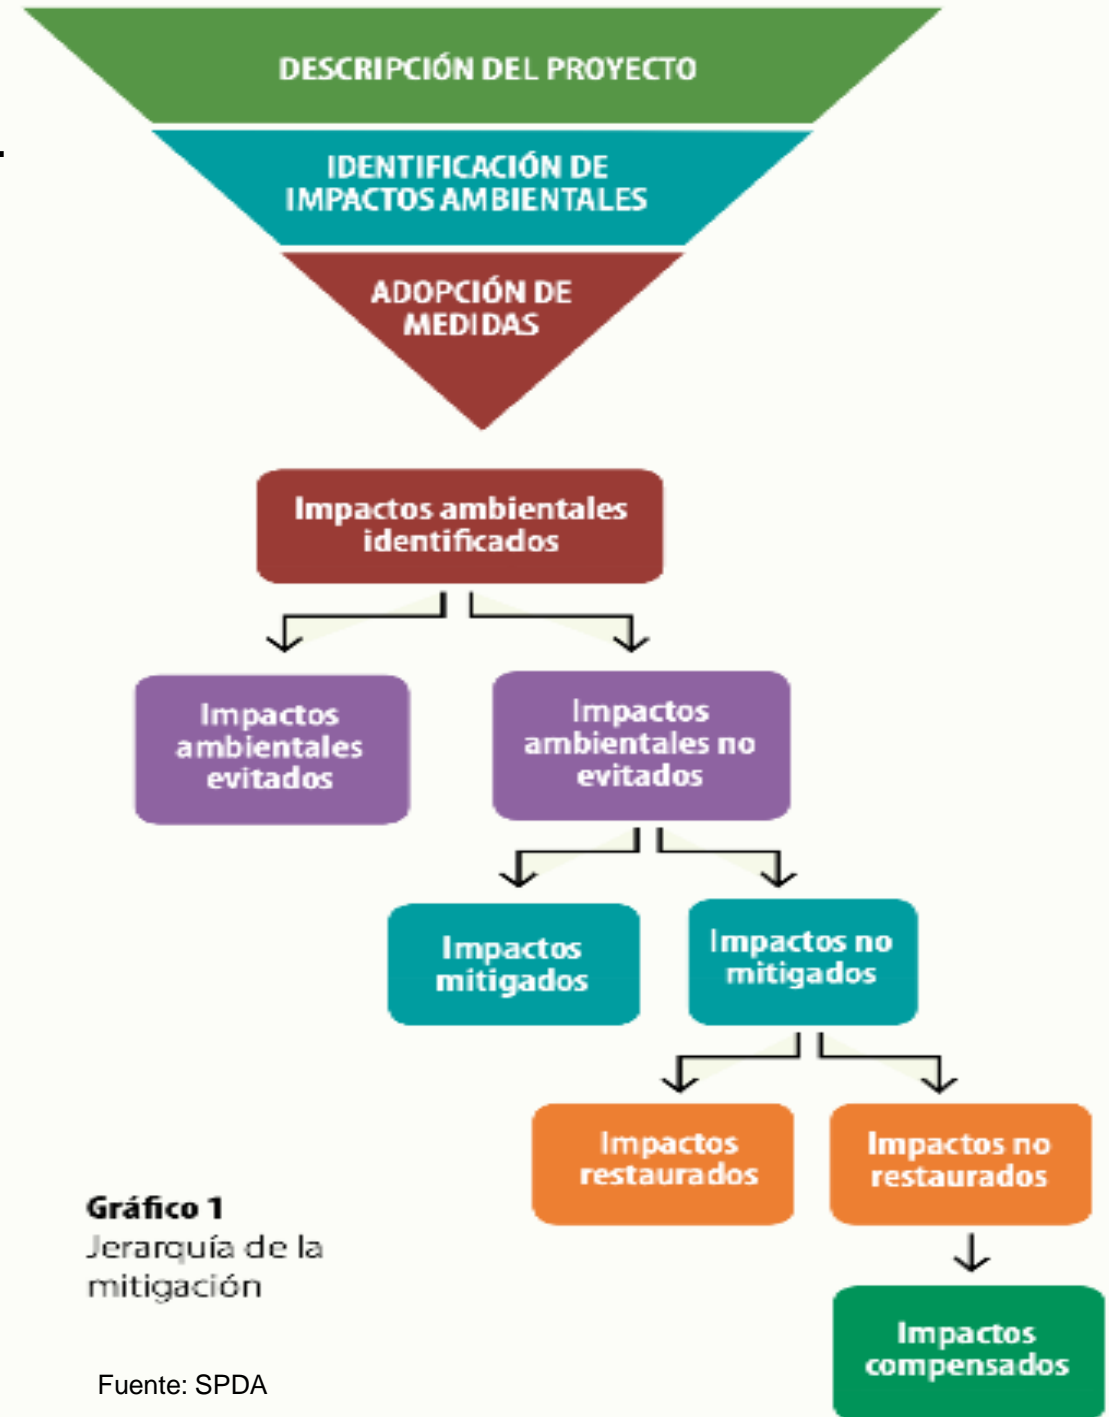 DESCRIPCIÓN DEL PROYECTO
IDENTIFICACIÓN DE
IMPACTOS AMBIENTALES
ADOPCIÓN DE
MEDIDAS
Impactos ambientales
identificados
Impactos
ambientales
evitados
Impactos
ambientales no
evitados
Impactos
mitigados
Impactos no
mitigados
Impactos
restaurados
Impactos no
restaurados
Impactos
compensados
Gráfico 1
Jerarquía de la
mitigación
Fuente: SPDA